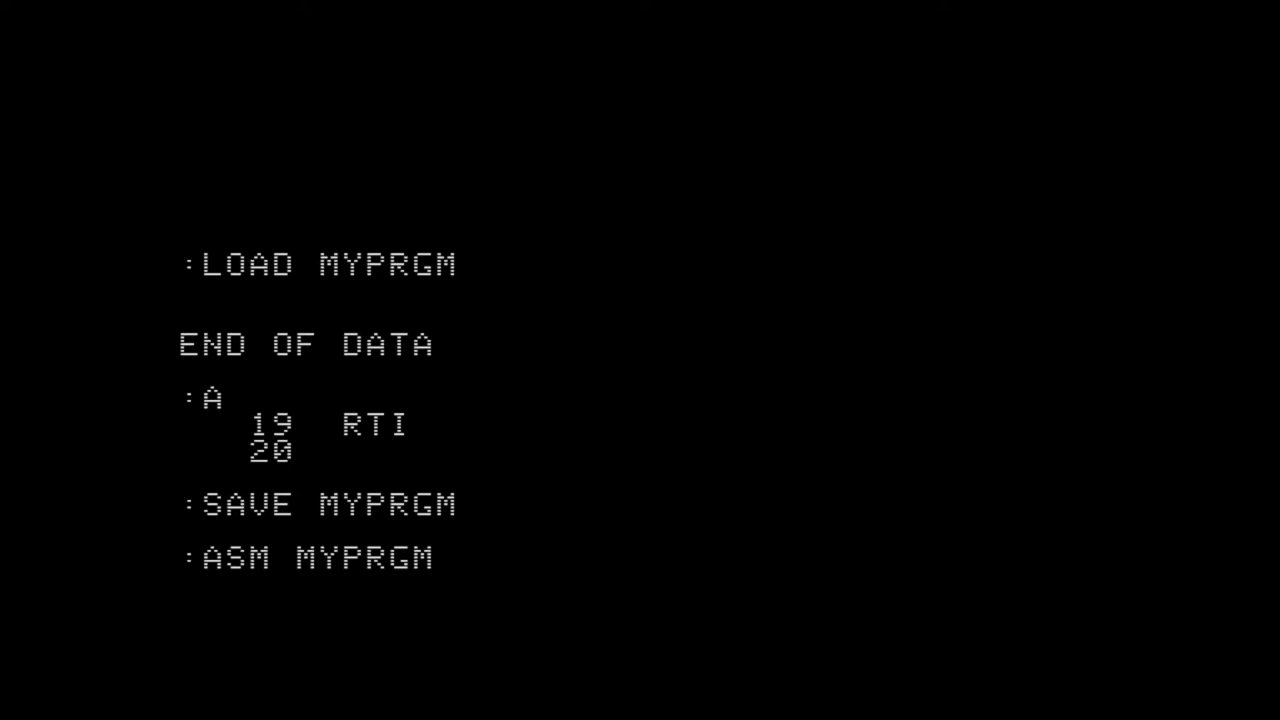 :LOAD MYPRGM
END OF DATA
:A
19 RTI
20
:SAVE MYPRGM
:ASM MYPRGM